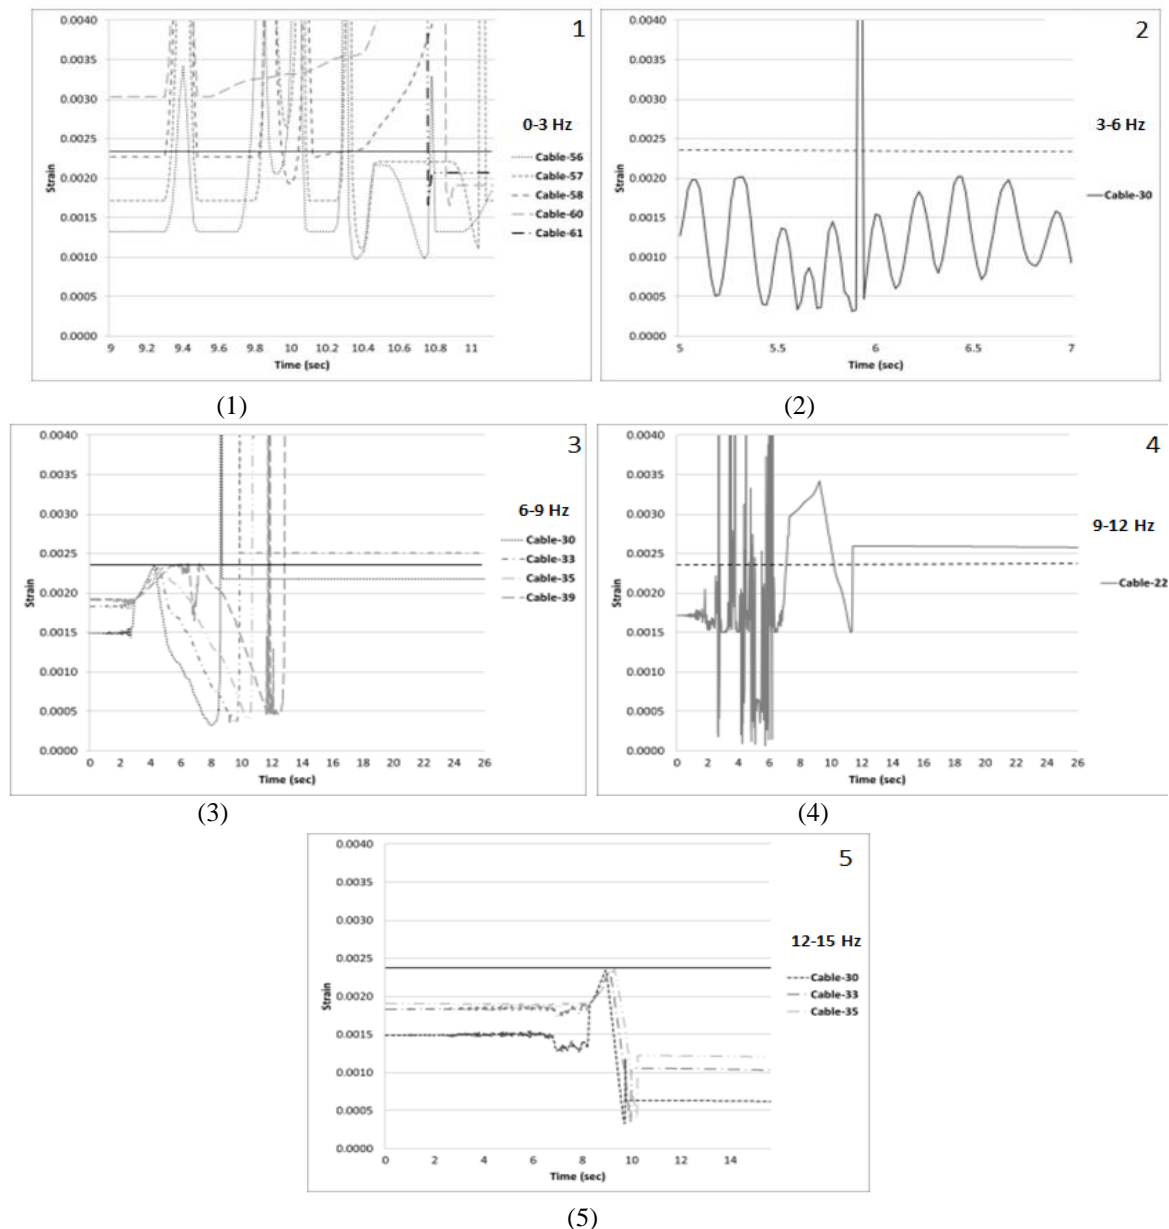 1
0.0040
0.0035
0.0030
0.0025
0.0020
0.0015
0.0010
0.0005
0.0000
Strain
9 9.2 9.4 9.6 9.8 10 10.2 10.4 10.6 10.8 11
Time (sec)
0-3 Hz
Cable-56
Cable-57
Cable-58
Cable-60
Cable-61
(1)
2
0.0040
0.0035
0.0030
0.0025
0.0020
0.0015
0.0010
0.0005
0.0000
Strain
5 5.5 6 6.5 7
Time (sec)
3-6 Hz
Cable-30
(2)
3
0.0040
0.0035
0.0030
0.0025
0.0020
0.0015
0.0010
0.0005
0.0000
Strain
0 2 4 6 8 10 12 14 16 18 20 22 24 26
Time (sec)
6-9 Hz
Cable-30
Cable-33
Cable-35
Cable-39
(3)
4
0.0040
0.0035
0.0030
0.0025
0.0020
0.0015
0.0010
0.0005
0.0000
Strain
0 2 4 6 8 10 12 14 16 18 20 22 24 26
Time (sec)
9-12 Hz
Cable-22
(4)
5
0.0040
0.0035
0.0030
0.0025
0.0020
0.0015
0.0010
0.0005
0.0000
Strain
0 2 4 6 8 10 12 14
Time (sec)
12-15 Hz
Cable-30
Cable-33
Cable-35
(5)